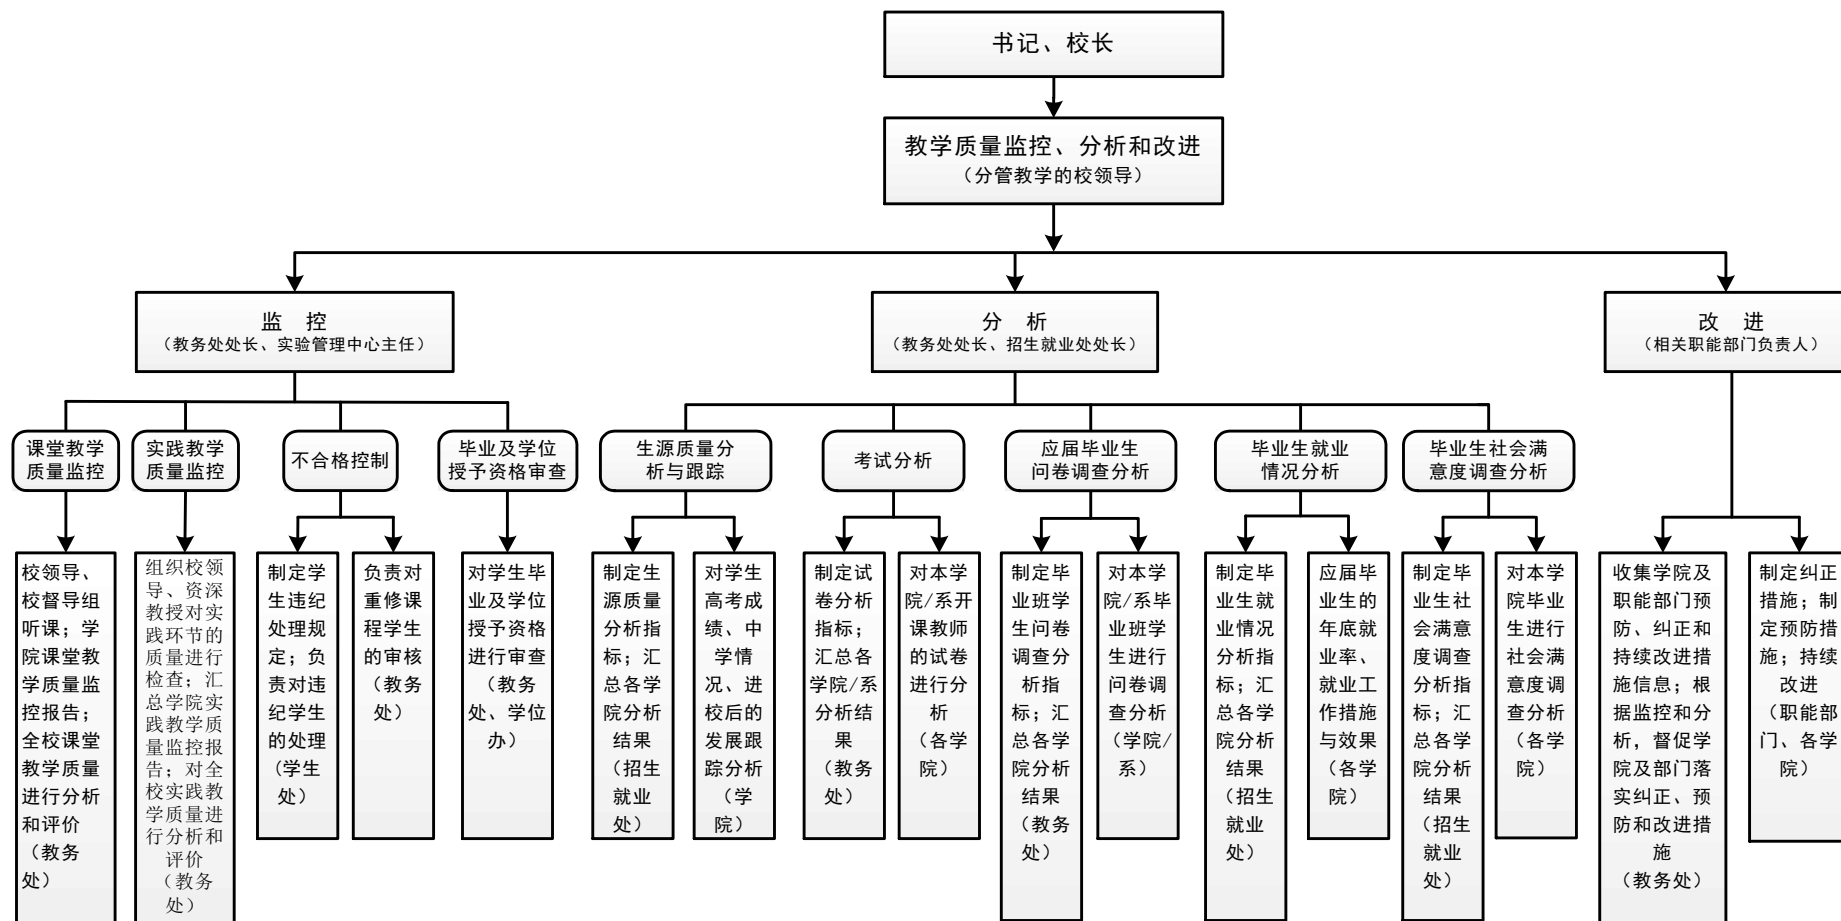 书记、校长
教学质量监控、分析和改进
（分管教学的校领导）
监 控
（教务处处长、实验管理中心主任）
分 析
（教务处处长、招生就业处处长）
改 进
（相关职能部门负责人）
课堂教学
质量监控
实践教学
质量监控
不合格控制
毕业及学位
授予资格审查
生源质量分
析与跟踪
考试分析
应届毕业生
问卷调查分析
毕业生就业
情况分析
毕业生社会满
意度调查分析
校领导、
校督导组
听课；学
院课堂教
学质量监
控报告；
全校课堂
教学质量
进行分析
和评价
（教务
处）
组织校领
导、资深
教授对实
践环节的
质量进行
检查；汇
总学院实
践教学质
量监控报
告；对全
校实践教
学质量进
行分析和
评价
（教务
处）
制定学
生违纪
处理规
定；负
责对违
纪学生
的处理
（学生
处）
负责对
重修课
程学生
的审核
（教务
处）
对学生毕
业及学位
授予资格
进行审查
（教务
处、学位
办）
制定生
源质量
分析指
标；汇
总各学
院分析
结果
（招生
就业
处）
对学生
高考成
绩、中
学情
况、进
校后的
发展跟
踪分析
（学
院）
制定试
卷分析
指标；
汇总各
学院/系
分析结
果
（教务
处）
对本学
院/系开
课教师
的试卷
进行分
析
（各学
院）
制定毕
业班学
生问卷
调查分
析指
标；汇
总各学
院分析
结果
（教务
处）
对本学
院/系毕
业班学
生进行
问卷调
查分析
（学院/
系）
制定毕
业生就
业情况
分析指
标；汇
总各学
院分析
结果
（招生
就业
处）
应届毕
业生的
年底就
业率、
就业工
作措施
与效果
（各学
院）
制定毕
业生社
会满意
度调查
分析指
标；汇
总各学
院分析
结果
（招生
就业
处）
对本学
院毕业
生进行
社会满
意度调
查分析
（各学
院）
收集学院及
职能部门预
防、纠正和
持续改进措
施信息；根
据监控和分
析，督促学
院及部门落
实纠正、预
防和改进措
施
（教务处）
制定纠正
措施；制
定预防措
施；持续
改进
（职能部
门、各学
院）